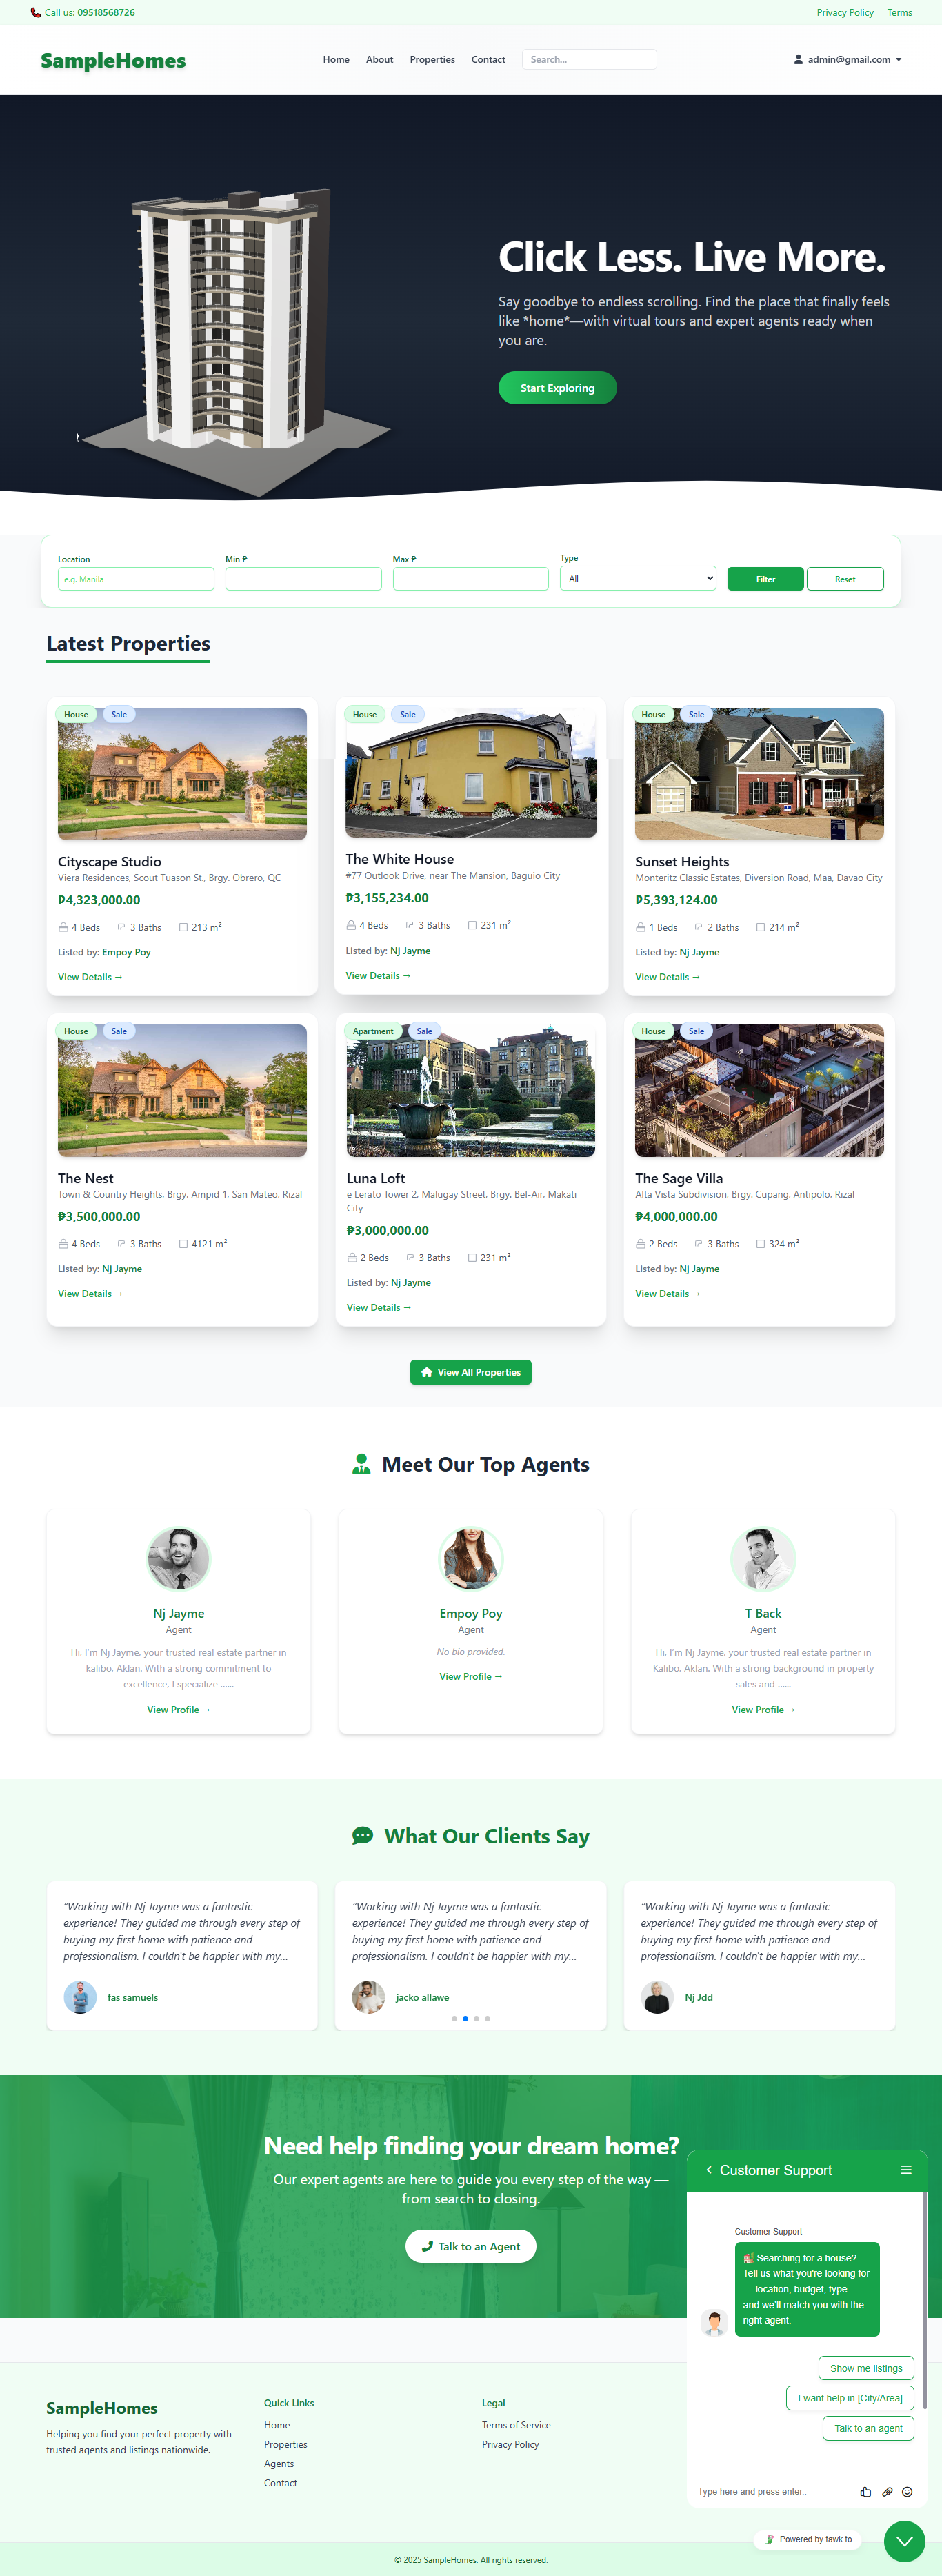 📞 Call us: 09518568726
Privacy Policy Terms
SampleHomes
Home About Properties Contact Search...
admin@gmail.com
Click Less. Live More.
Say goodbye to endless scrolling. Find the place that finally feels
like *home*—with virtual tours and expert agents ready when
you are.
Start Exploring
Location
e.g. Manila
Min ₱
Max ₱
Type
All
Filter
Reset
Latest Properties
House Sale
Cityscape Studio
Viera Residences, Scout Tuason St., Brgy. Obrero, QC
₱4,323,000.00
4 Beds 3 Baths 213 m²
Listed by: Empoy Poy
View Details →
House Sale
The White House
#77 Outlook Drive, near The Mansion, Baguio City
₱3,155,234.00
4 Beds 3 Baths 231 m²
Listed by: Nj Jayme
View Details →
House Sale
Sunset Heights
Monteritz Classic Estates, Diversion Road, Maa, Davao City
₱5,393,124.00
1 Beds 2 Baths 214 m²
Listed by: Nj Jayme
View Details →
House Sale
The Nest
Town & Country Heights, Brgy. Ampid 1, San Mateo, Rizal
₱3,500,000.00
4 Beds 3 Baths 4121 m²
Listed by: Nj Jayme
View Details →
Apartment Sale
Luna Loft
e Lerato Tower 2, Malugay Street, Brgy. Bel-Air, Makati
City
₱3,000,000.00
2 Beds 3 Baths 231 m²
Listed by: Nj Jayme
View Details →
House Sale
The Sage Villa
Alta Vista Subdivision, Brgy. Cupang, Antipolo, Rizal
₱4,000,000.00
2 Beds 3 Baths 324 m²
Listed by: Nj Jayme
View Details →
View All Properties
Meet Our Top Agents
Nj Jayme
Agent
Hi, I'm Nj Jayme, your trusted real estate partner in
kalibo, Aklan. With a strong commitment to
excellence, I specialize ......
View Profile →
Empoy Poy
Agent
No bio provided.
View Profile →
T Back
Agent
Hi, I'm Nj Jayme, your trusted real estate partner in
Kalibo, Aklan. With a strong background in property
sales and ......
View Profile →
What Our Clients Say
"Working with Nj Jayme was a fantastic
experience! They guided me through every step of
buying my first home with patience and
professionalism. I couldn't be happier with my...
fas samuels
"Working with Nj Jayme was a fantastic
experience! They guided me through every step of
buying my first home with patience and
professionalism. I couldn't be happier with my...
jacko allawe
"Working with Nj Jayme was a fantastic
experience! They guided me through every step of
buying my first home with patience and
professionalism. I couldn't be happier with my...
Nj Jdd
Need help finding your dream home?
Our expert agents are here to guide you every step of the way —
from search to closing.
Talk to an Agent
Customer Support
Customer Support
🏡 Searching for a house?
Tell us what you're looking for
— location, budget, type —
and we'll match you with the
right agent.
Show me listings
I want help in [City/Area]
Talk to an agent
Type here and press enter..
Powered by tawk.to
SampleHomes
Helping you find your perfect property with
trusted agents and listings nationwide.
Quick Links
Home
Properties
Agents
Contact
Legal
Terms of Service
Privacy Policy
© 2025 SampleHomes. All rights reserved.